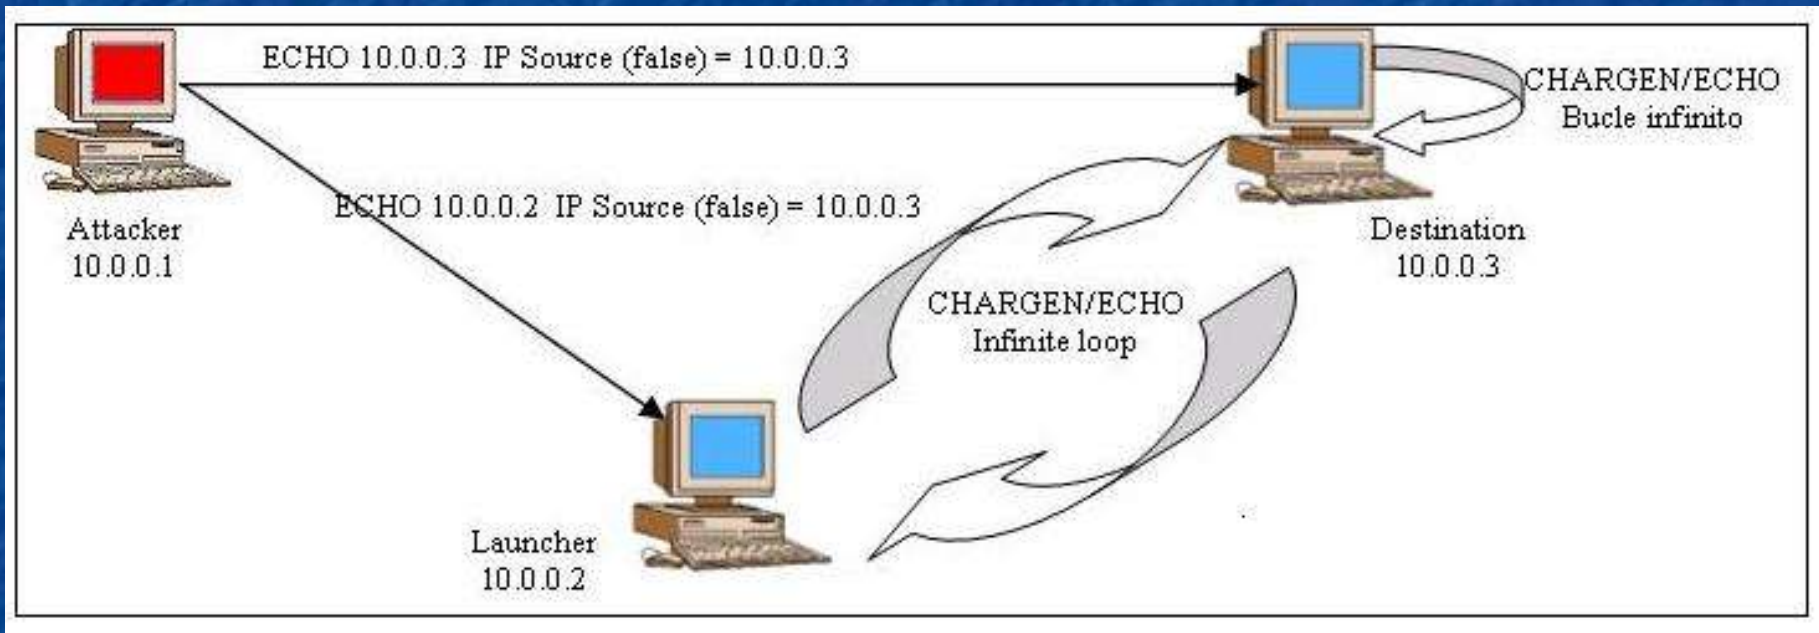 ECHO 10.0.0.3 IP Source (false) = 10.0.0.3
CHARGEN/ECHO
Bucle infinito
ECHO 10.0.0.2 IP Source (false) = 10.0.0.3
Attacker
10.0.0.1
Destination
10.0.0.3
CHARGEN/ECHO
Infinite loop
Launcher
10.0.0.2